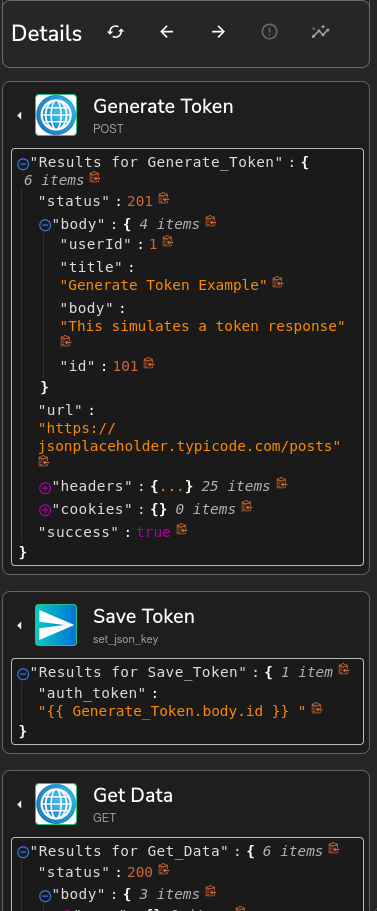 Details
Generate Token
POST
"Results for Generate_Token" : {
6 items
"status" : 201
"body" : { 4 items
"userId" : 1
"title" :
"Generate Token Example"
"body" :
"This simulates a token response"
"id" : 101
}
"url" :
"https://
jsonplaceholder.typicode.com/posts"
"headers" : {...} 25 items
"cookies" : {} 0 items
"success" : true
}
Save Token
set_json_key
"Results for Save_Token" : { 1 item
"auth_token" :
"{{ Generate_Token.body.id }} "
}
Get Data
GET
"Results for Get_Data" : { 6 items
"status" : 200
"body" : { 3 items